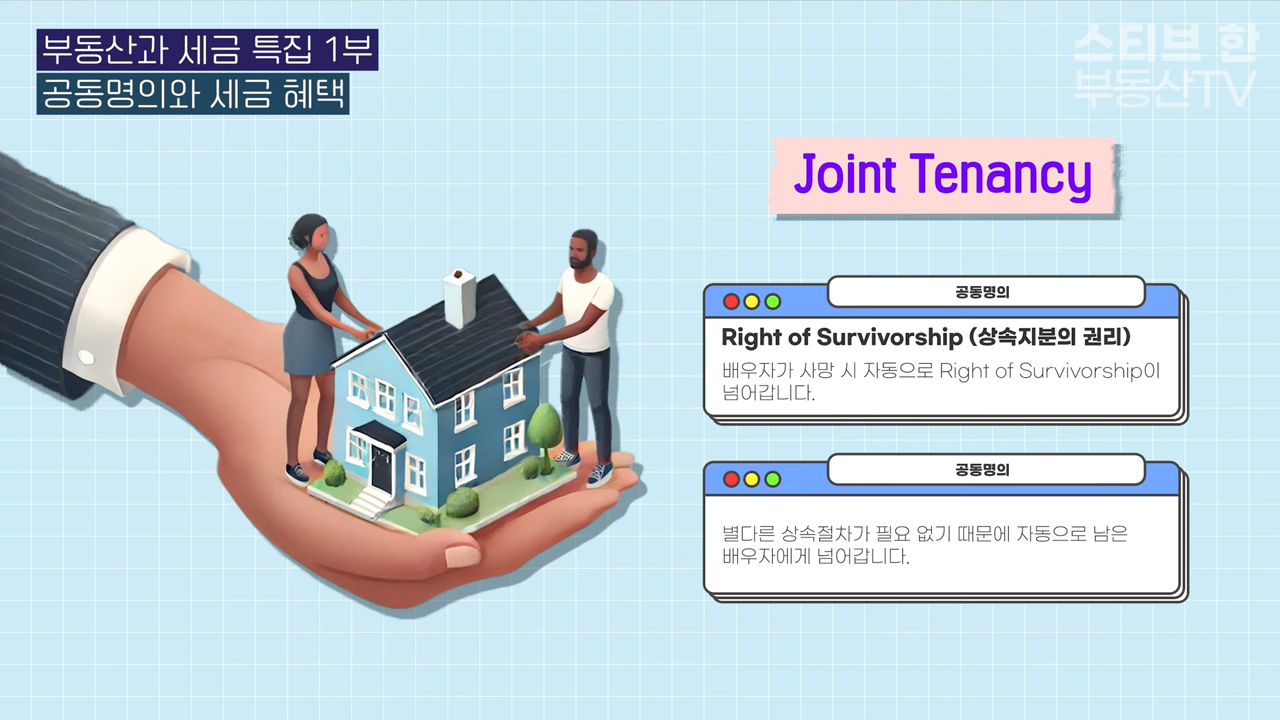 부동산과 세금 특집 1부
공동명의와 세금 혜택
스티브 한
부동산TV
Joint Tenancy
공동명의
Right of Survivorship (상속지분의 권리)
배우자가 사망 시 자동으로 Right of Survivorship이
넘어갑니다.
공동명의
별다른 상속절차가 필요 없기 때문에 자동으로 남은
배우자에게 넘어갑니다.